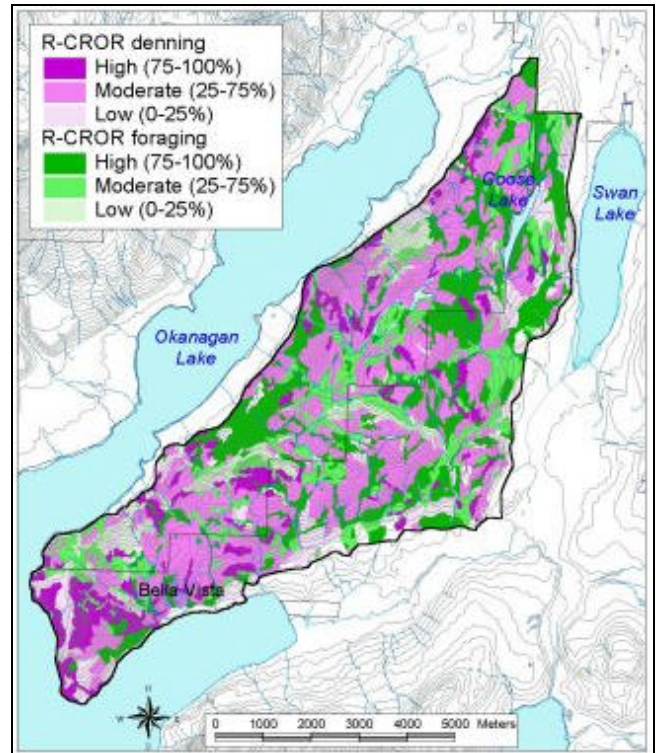 R-CROR denning
High (75-100%)
Moderate (25-75%)
Low (0-25%)
R-CROR foraging
High (75-100%)
Moderate (25-75%)
Low (0-25%)
Goose
Lake
Swan
Lake
Okanagan
Lake
Bella Vista
N
W
E
S
0 1000 2000 3000 4000 5000 Meters